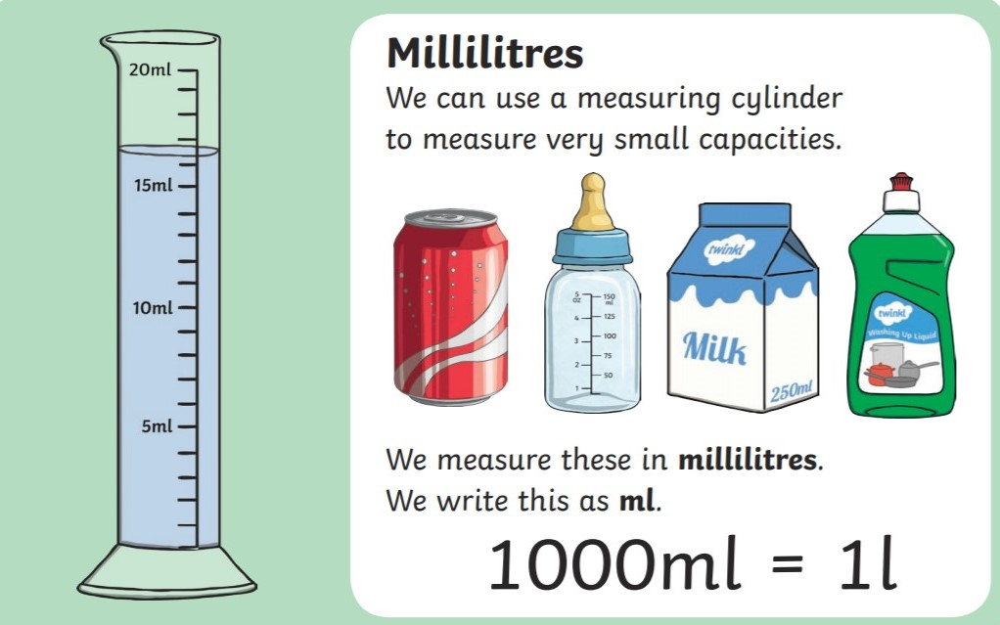 20ml
15ml
10ml
5ml
Millilitres
We can use a measuring cylinder
to measure very small capacities.
5
oz
4
3
2
1
150
ml
125
100
75
50
twinkl
Milk
250ml
twinkl
Washing Up Liquid
We measure these in millilitres.
We write this as ml.
1000ml = 1l